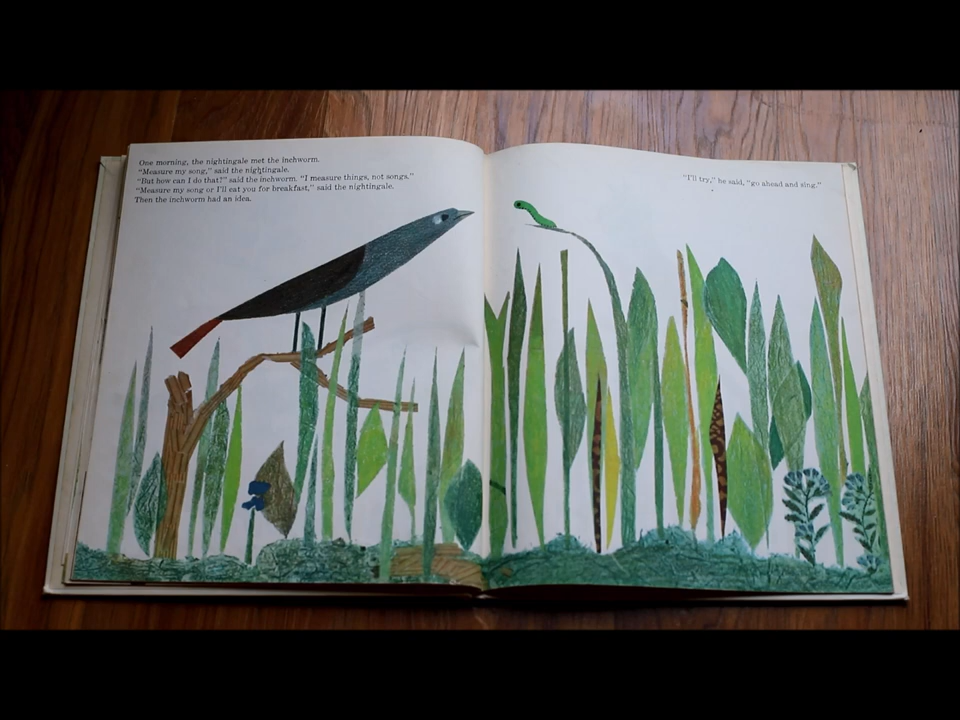 One morning, the nightingale met the inchworm.
"Measure my song," said the nightingale.
"But how can I do that?" said the inchworm. "I measure things, not songs."
"Measure my song or I'll eat you for breakfast," said the nightingale.
Then the inchworm had an idea.
"I'll try," he said, "go ahead and sing."